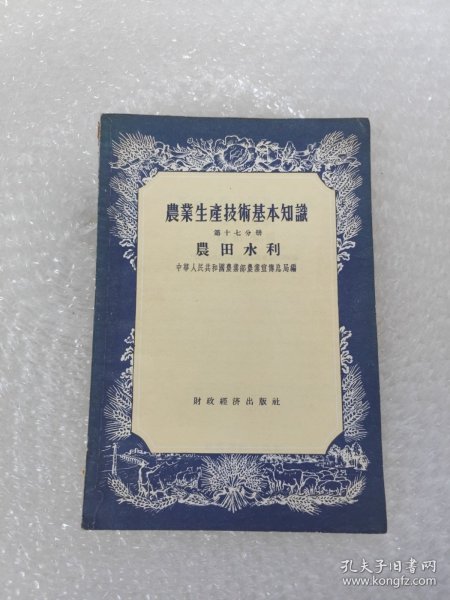 農業生產技術基本知識
第十七分册
農田水利
中華人民共和國農業部農業宣傳总局編
財政經济出版社
孔夫子旧书网
www.kongfz.com